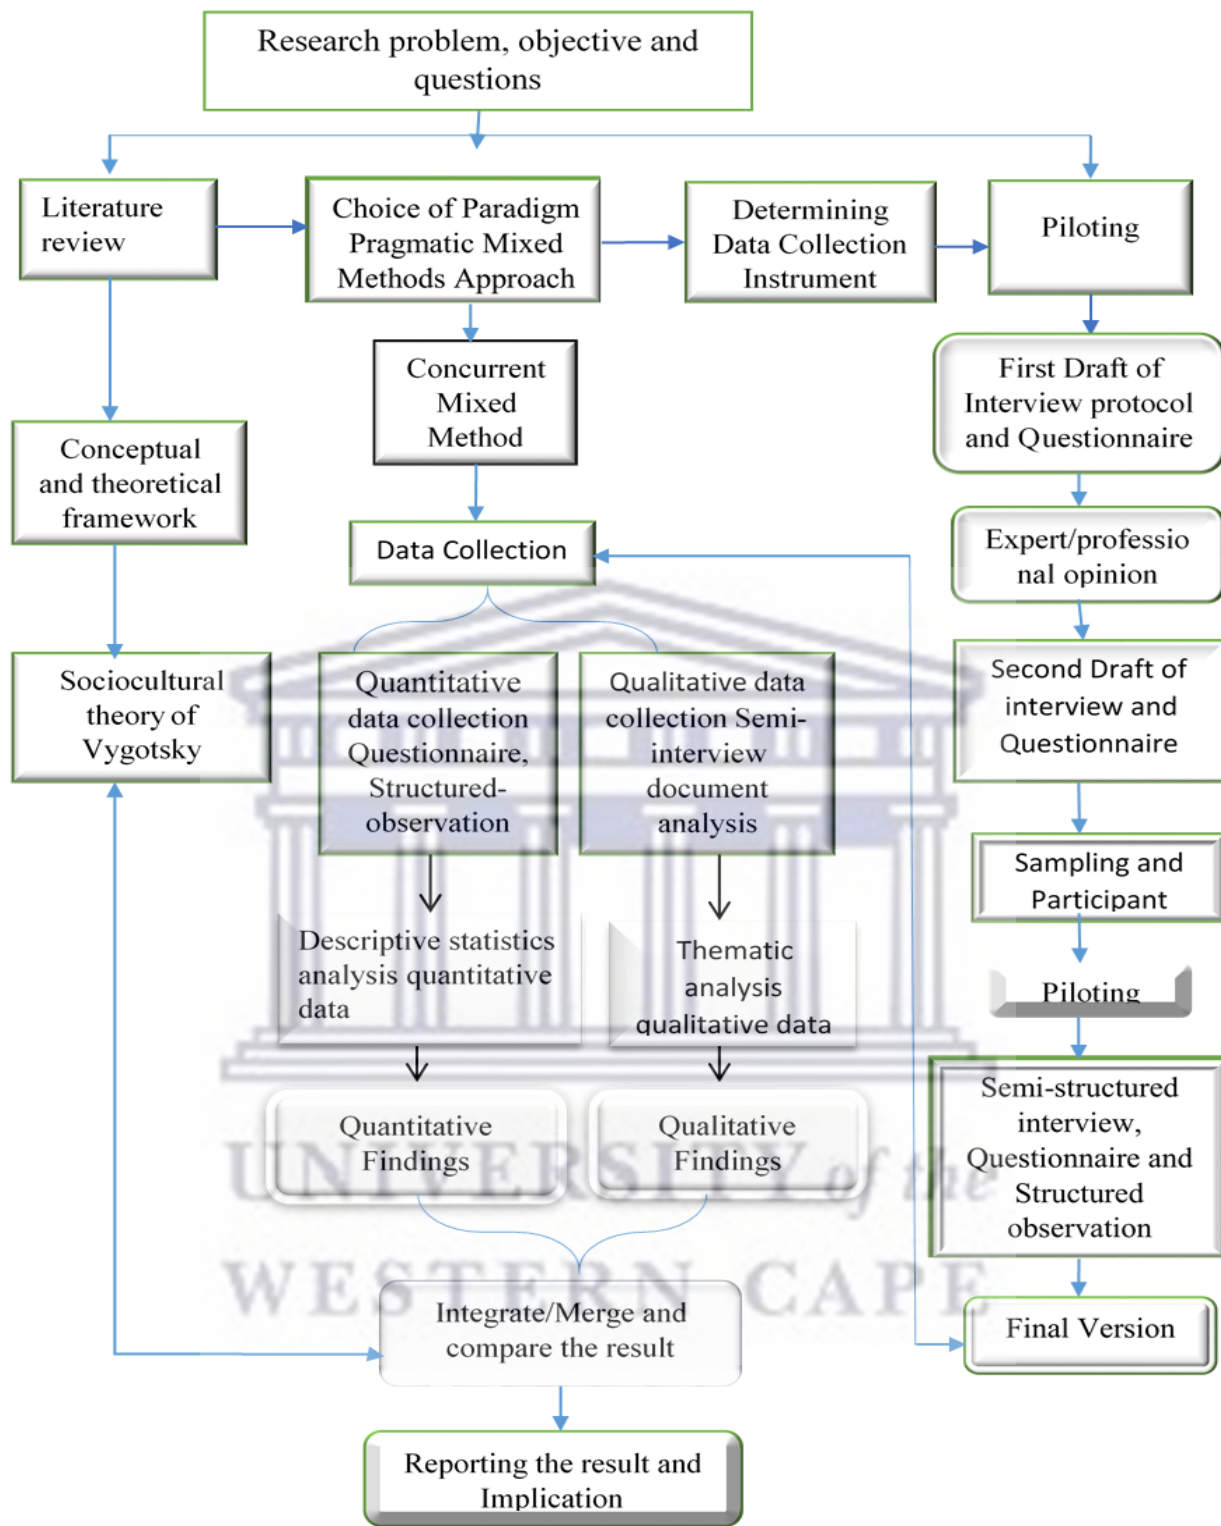 Research problem, objective and
questions
Literature
review
Choice of Paradigm
Pragmatic Mixed
Methods Approach
Determining
Data Collection
Instrument
Piloting
Concurrent
Mixed
Method
First Draft of
Interview protocol
and Questionnaire
Conceptual
and theoretical
framework
Data Collection
Expert/professio
nal opinion
Sociocultural
theory of
Vygotsky
Quantitative
data collection
Questionnaire,
Structured-
observation
Qualitative data
collection Semi-
interview
document
analysis
Second Draft of
interview and
Questionnaire
Sampling and
Participant
Descriptive statistics
analysis quantitative
data
Thematic
analysis
qualitative data
Piloting
Quantitative
Findings
Qualitative
Findings
Semi-structured
interview,
Questionnaire and
Structured
observation
UNIVERSITY of the
WESTERN CAPE
Integrate/Merge and
compare the result
Final Version
Reporting the result and
Implication